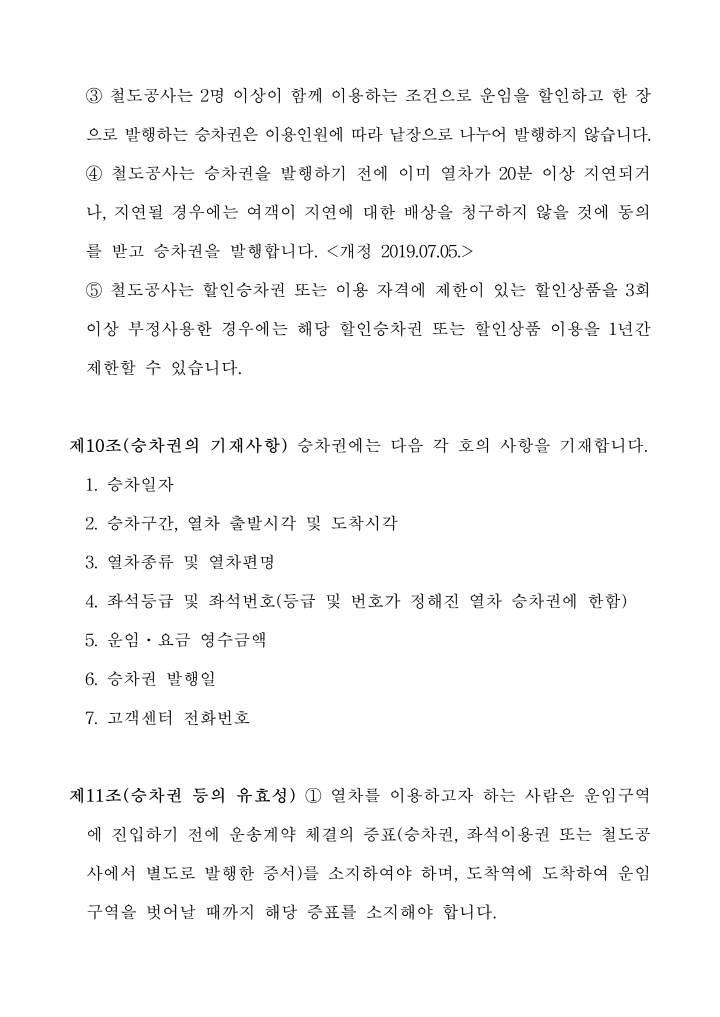 ③ 철도공사는 2명 이상이 함께 이용하는 조건으로 운임을 할인하고 한 장
으로 발행하는 승차권은 이용인원에 따라 낱장으로 나누어 발행하지 않습니다.
④ 철도공사는 승차권을 발행하기 전에 이미 열차가 20분 이상 지연되거
나, 지연될 경우에는 여객이 지연에 대한 배상을 청구하지 않을 것에 동의
를 받고 승차권을 발행합니다. <개정 2019.07.05.>
⑤ 철도공사는 할인승차권 또는 이용 자격에 제한이 있는 할인상품을 3회
이상 부정사용한 경우에는 해당 할인승차권 또는 할인상품 이용을 1년간
제한할 수 있습니다.
제10조(승차권의 기재사항) 승차권에는 다음 각 호의 사항을 기재합니다.
1. 승차일자
2. 승차구간, 열차 출발시각 및 도착시각
3. 열차종류 및 열차편명
4. 좌석등급 및 좌석번호(등급 및 번호가 정해진 열차 승차권에 한함)
5. 운임·요금 영수금액
6. 승차권 발행일
7. 고객센터 전화번호
제11조(승차권 등의 유효성) ① 열차를 이용하고자 하는 사람은 운임구역
에 진입하기 전에 운송계약 체결의 증표(승차권, 좌석이용권 또는 철도공
사에서 별도로 발행한 증서)를 소지하여야 하며, 도착역에 도착하여 운임
구역을 벗어날 때까지 해당 증표를 소지해야 합니다.